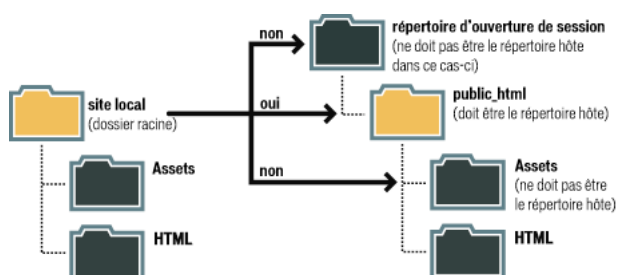 non
répertoire d'ouverture de session
(ne doit pas être le répertoire hôte
dans ce cas-ci)
site local
(dossier racine)
oui
public_html
(doit être le répertoire hôte)
Assets
non
Assets
(ne doit pas être
le répertoire hôte)
HTML
HTML